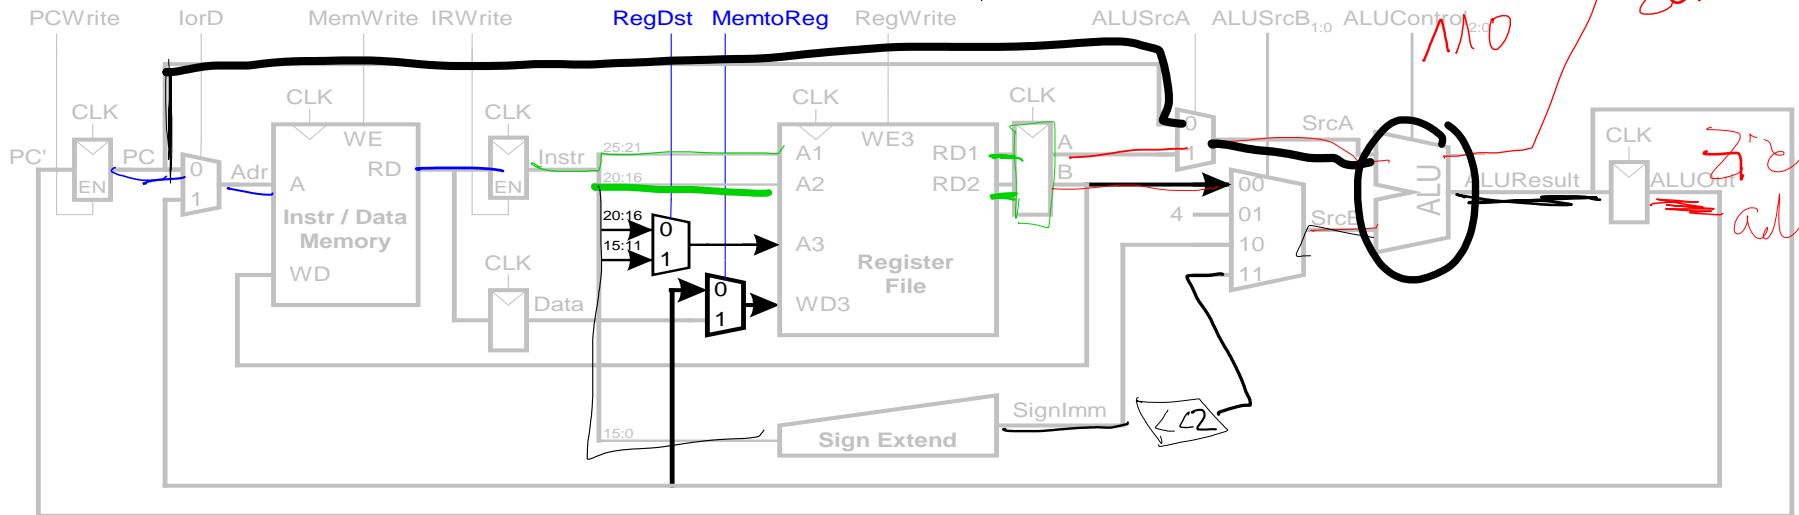 PCWrite IorD MemWrite IRWrite RegDst MemtoReg RegWrite ALUSrcA ALUSrcB1:0 ALUControl2:0
110
CLK CLK CLK CLK CLK CLK
WE WE3
PC' PC EN 0 1 Adr A RD Instr EN 25:21 A1 RD1 A 0 1 SrcA
20:16 A2 RD2 B 00 ALUResult ALUOut
Instr / Data
Memory
20:16 0 4 01 SrcB ALU
15:11 1 A3 10
WD CLK Register
File
11
Data 0 1 WD3
SignImm <<2
15:0 Sign Extend